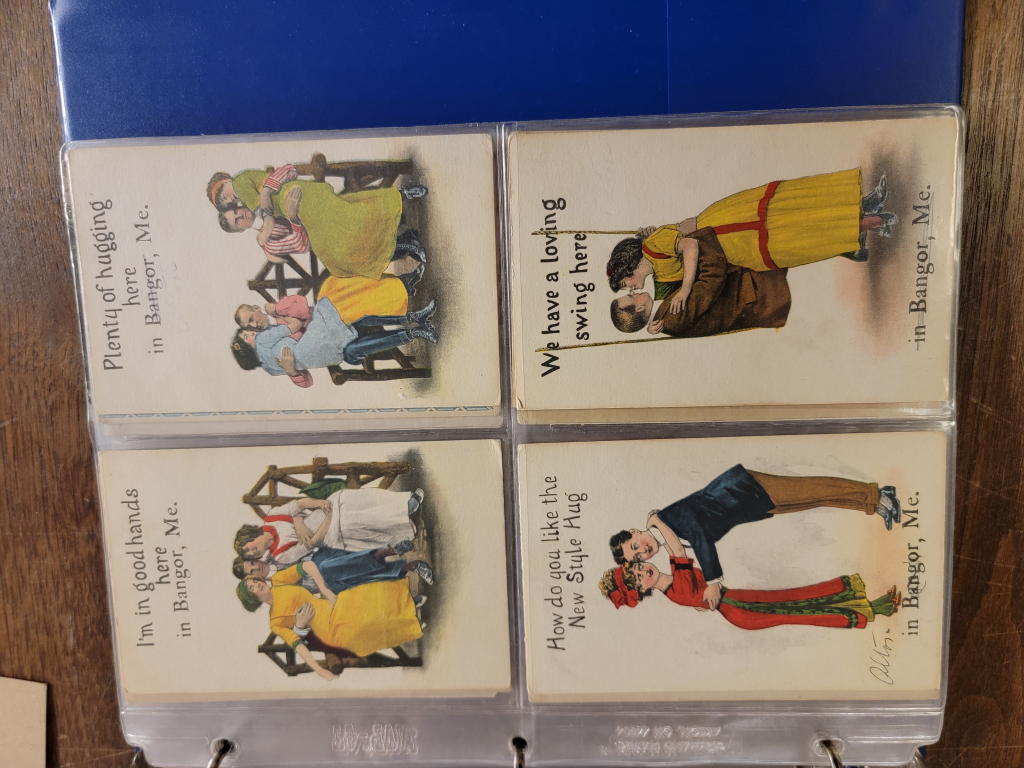 I'm in good hands
here
in Bangor, Me.
Plenty of hugging
here
in Bangor, Me.
How do you like the
New Style Hug
Alton
in Bangor, Me.
We have a loving
swing here
in Bangor, Me.